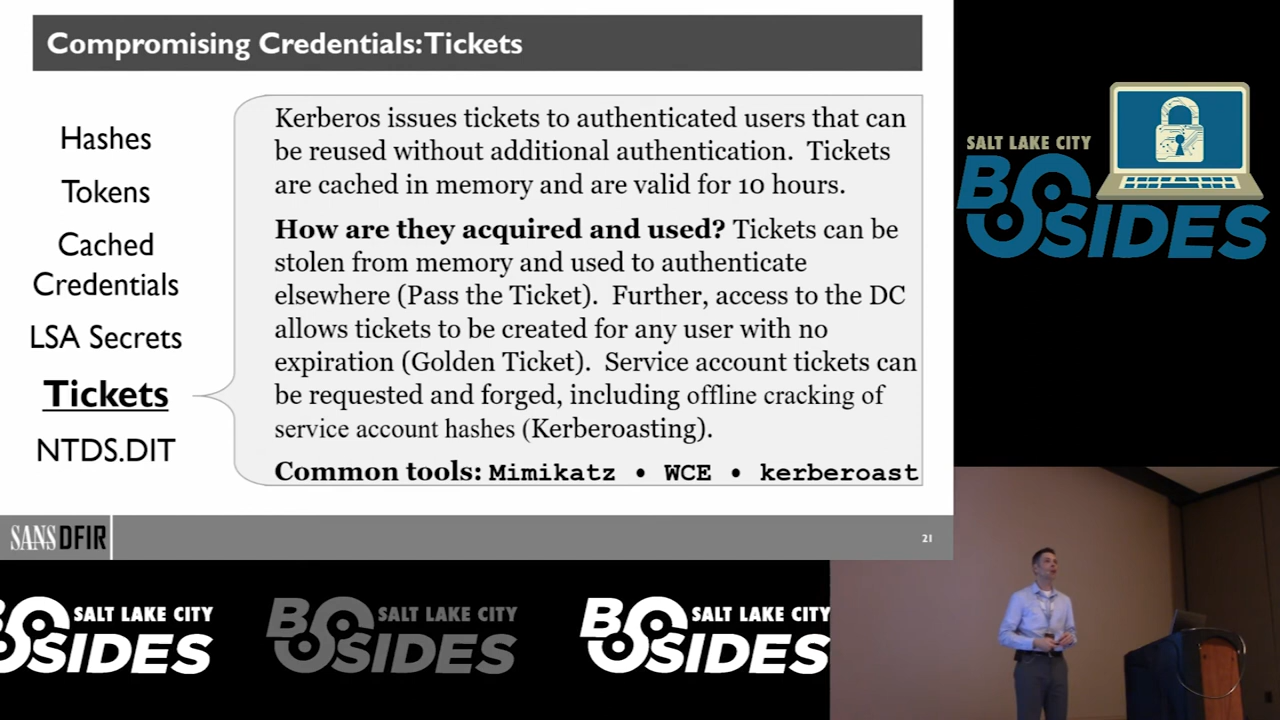 Compromising Credentials: Tickets
Hashes
Tokens
Cached
Credentials
LSA Secrets
Tickets
NTDS.DIT
Kerberos issues tickets to authenticated users that can
be reused without additional authentication. Tickets
are cached in memory and are valid for 10 hours.
How are they acquired and used? Tickets can be
stolen from memory and used to authenticate
elsewhere (Pass the Ticket). Further, access to the DC
allows tickets to be created for any user with no
expiration (Golden Ticket). Service account tickets can
be requested and forged, including offline cracking of
service account hashes (Kerberoasting).
Common tools: Mimikatz • WCE • kerberoast
SANS DFIR
21
SALT LAKE CITY
BSIDES
SALT LAKE CITY
BSIDES
SALT LAKE CITY
BSIDES
SALT LAKE CITY
BSIDES